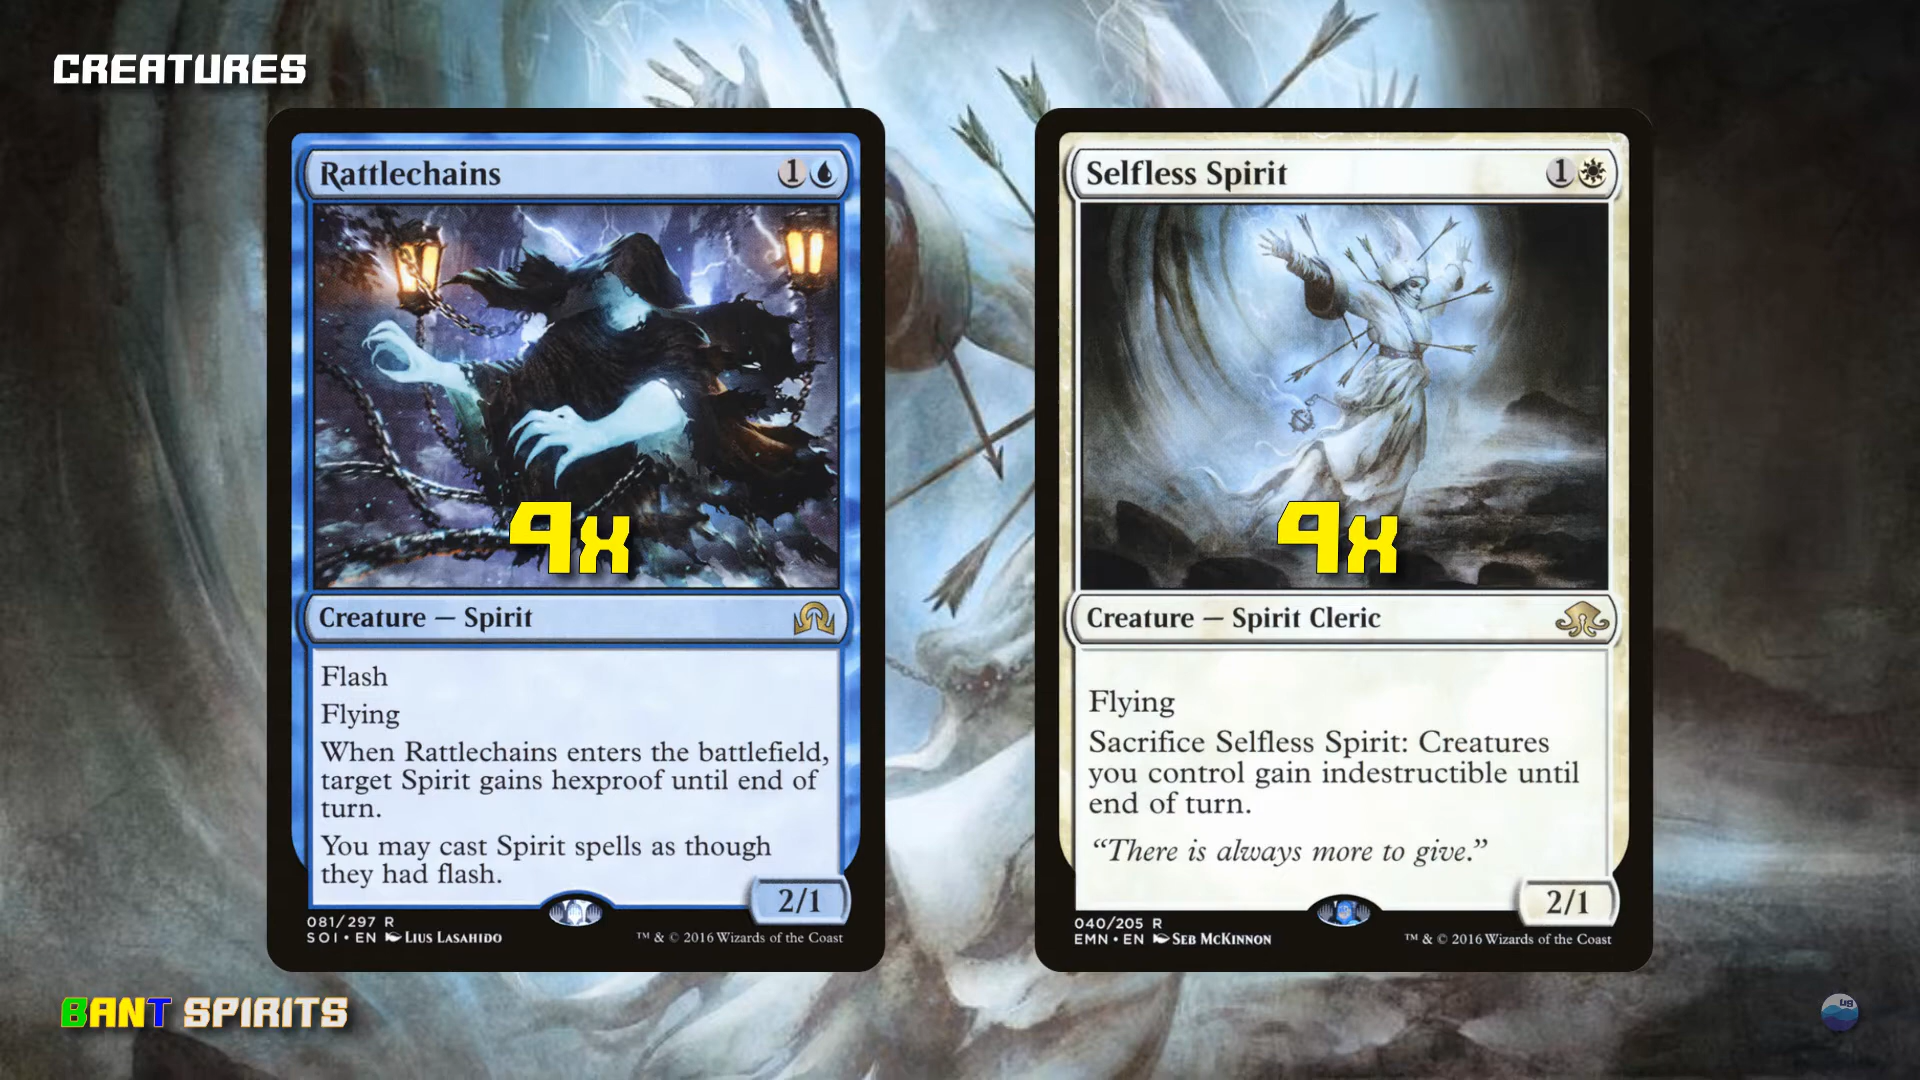 CREATURES
Rattlechains 1
4x
Creature — Spirit
Flash
Flying
When Rattlechains enters the battlefield,
target Spirit gains hexproof until end of
turn.
You may cast Spirit spells as though
they had flash.
2/1
081/297 R
SOI • EN Lius Lasahido
™ & © 2016 Wizards of the Coast
Selfless Spirit 1
4x
Creature — Spirit Cleric
Flying
Sacrifice Selfless Spirit: Creatures
you control gain indestructible until
end of turn.
“There is always more to give.”
2/1
040/205 R
EMN • EN Seb McKinnon
™ & © 2016 Wizards of the Coast
BANT SPIRITS